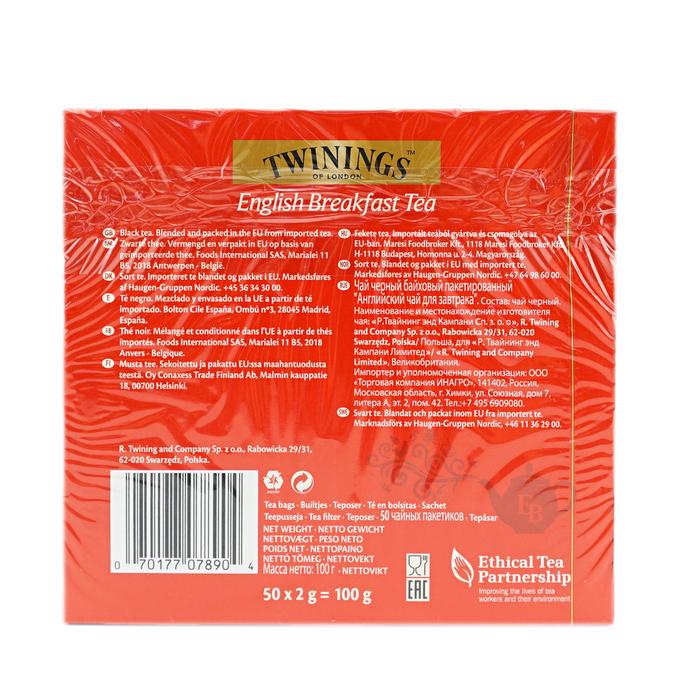 TWININGS™
OF LONDON
English Breakfast Tea
GB Black tea. Blended and packed in the EU from imported tea.
Zwarte thee. Vermengd en verpakt in EU op basis van
geïmporteerde thee. Foods International SAS, Marialei 11
B5, 2018 Antwerpen - België.
DK Sort te. Importeret te blandet og pakket i EU. Markedsføres
af Haugen-Gruppen Nordic. +45 36 34 30 00.
E Té negro. Mezclado y envasado en la UE a partir de té
importado. Bolton Cile España, Ombú nº3, 28045 Madrid,
España.
Thé noir. Mélangé et conditionné dans l'UE à partir de thés
importés. Foods International SAS, Marialei 11 B5, 2018
Anvers - Belgique.
FI Musta tee. Sekoitettu ja pakattu EU:ssa maahantuodusta
teestä. Oy Conaxess Trade Finland Ab, Malmin kauppatie
18, 00700 Helsinki.
HU Fekete tea. Importált teából gyártva és csomagolva az
EU-ban. Maresi Foodbroker Kft., 1118 Maresi Foodbroker Kft.
H-1118 Budapest, Homonna u. 2-4. Magyarország.
NOR Sort te. Blandet og pakket i EU med importert te.
Markedsføres av Haugen-Gruppen Nordic. +47 64 98 60 00.
RUS Чай черный байховый пакетированный
"Английский чай для завтрака". Состав: чай черный.
Наименование и местонахождение изготовителя
чая: «Р.Твайнинг энд Кампани Сп. з о. о», R. Twining
and Company SP. z o.o., Rabowicka 29/31, 62-020
Swarzędz, Polska/ Польша, для «Р. Твайнинг энд
Кампани Лимитед»/ «R. Twining and Company
Limited», Великобритания.
Импортер и уполномоченная организация: ООО
«Торговая компания ИНАГРО», 141402, Россия,
Московская область, г. Химки, ул. Союзная, дом 7,
литера А, эт. 2, пом. 42. Тел.:+7 495 6909080.
SWE Svart te. Blandat och packat inom EU fra importert te.
Marknadsförs av Haugen-Gruppen Nordic, +46 11 36 29 00.
R. Twining and Company Sp. z o.o., Rabowicka 29/31,
62-020 Swarzędz, Polska.
Tea bags · Builtjes · Teposer · Té en bolsitas · Sachet
Teepusseja · Tea filter · Teposer · 50 чайных пакетиков · Tepåsar
NET WEIGHT · NETTO GEWICHT
NETTOVÆGT · PESO NETO
POIDS NET · NETTOPAINO
NETTÓ TÖMEG · NETTOVEKT
Масса нетто: 100 г · NETTOVIKT
50 x 2 g = 100 g
0 70177 07890 4
EAC
EB
Ethical Tea
Partnership
Improving the lives of tea
workers and their environment